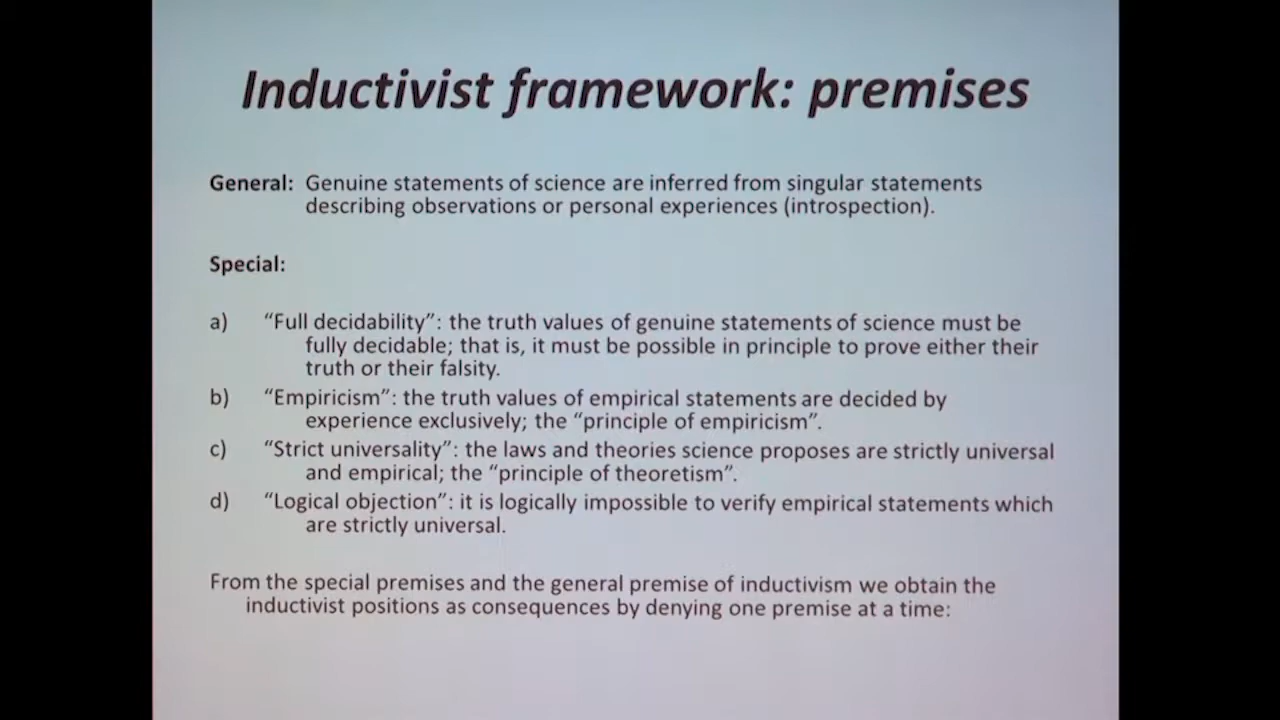 Inductivist framework: premises
General: Genuine statements of science are inferred from singular statements
describing observations or personal experiences (introspection).
Special:
a) “Full decidability”: the truth values of genuine statements of science must be
fully decidable; that is, it must be possible in principle to prove either their
truth or their falsity.
b) “Empiricism”: the truth values of empirical statements are decided by
experience exclusively; the “principle of empiricism”.
c) “Strict universality”: the laws and theories science proposes are strictly universal
and empirical; the “principle of theoretism”.
d) “Logical objection”: it is logically impossible to verify empirical statements which
are strictly universal.
From the special premises and the general premise of inductivism we obtain the
inductivist positions as consequences by denying one premise at a time: